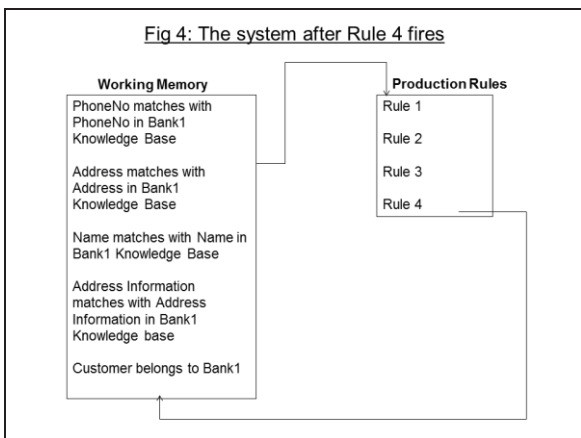 Fig 4: The system after Rule 4 fires
Working Memory
PhoneNo matches with
PhoneNo in Bank1
Knowledge Base
Address matches with
Address in Bank1
Knowledge Base
Name matches with Name in
Bank1 Knowledge Base
Address Information
matches with Address
Information in Bank1
Knowledge base
Customer belongs to Bank1
Production Rules
Rule 1
Rule 2
Rule 3
Rule 4